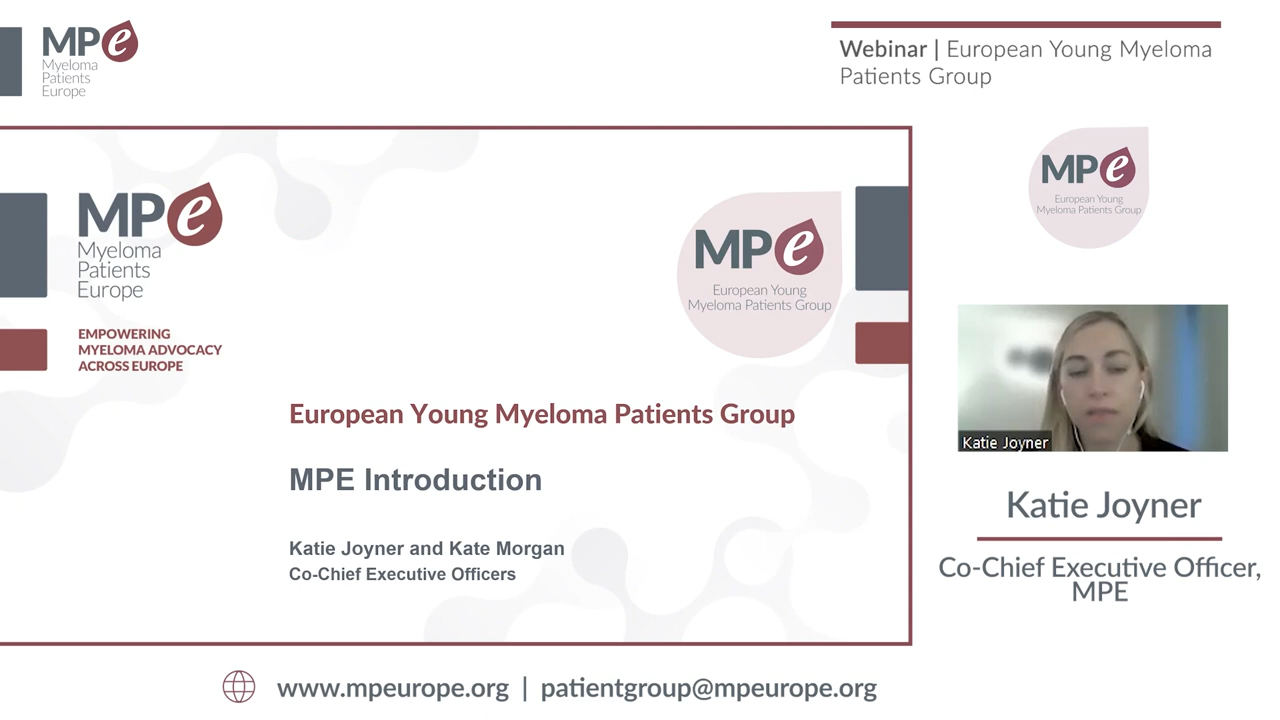 MPe
Myeloma
Patients
Europe
Webinar | European Young Myeloma
Patients Group
MPe
Myeloma
Patients
Europe
EMPOWERING
MYELOMA ADVOCACY
ACROSS EUROPE
MPe
European Young
Myeloma Patients Group
European Young Myeloma Patients Group
MPE Introduction
Katie Joyner and Kate Morgan
Co-Chief Executive Officers
MPe
European Young
Myeloma Patients Group
Katie Joyner
Katie Joyner
Co-Chief Executive Officer,
MPE
www.mpeurope.org | patientgroup@mpeurope.org